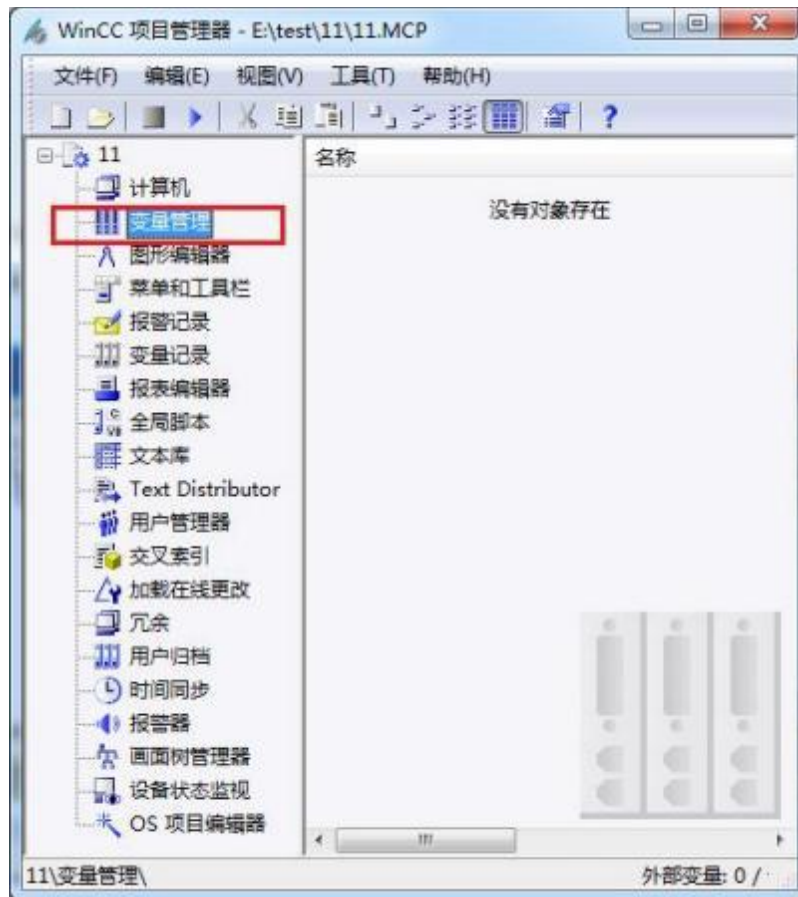 WinCC 项目管理器 - E:\test\11\11.MCP
文件(F) 编辑(E) 视图(V) 工具(T) 帮助(H)
11
名称
计算机
没有对象存在
变量管理
图形编辑器
菜单和工具栏
报警记录
变量记录
报表编辑器
全局脚本
文本库
Text Distributor
用户管理器
交叉索引
加载在线更改
冗余
用户归档
时间同步
报警器
画面树管理器
设备状态监视
OS 项目编辑器
11\变量管理\
外部变量: 0 /